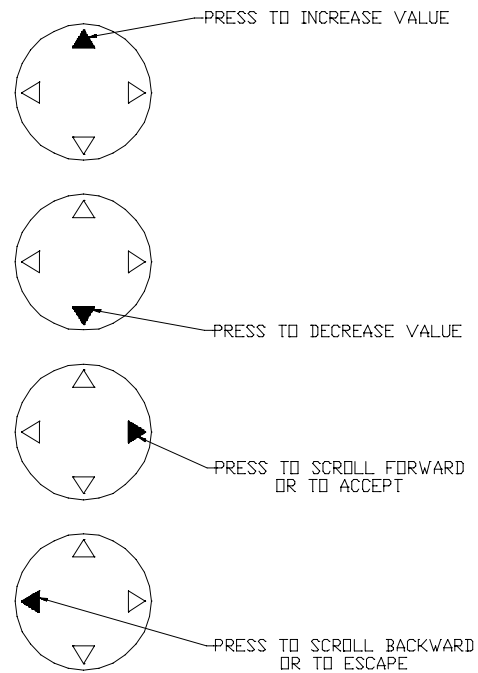 PRESS TO INCREASE VALUE
PRESS TO DECREASE VALUE
PRESS TO SCROLL FORWARD
OR TO ACCEPT
PRESS TO SCROLL BACKWARD
OR TO ESCAPE